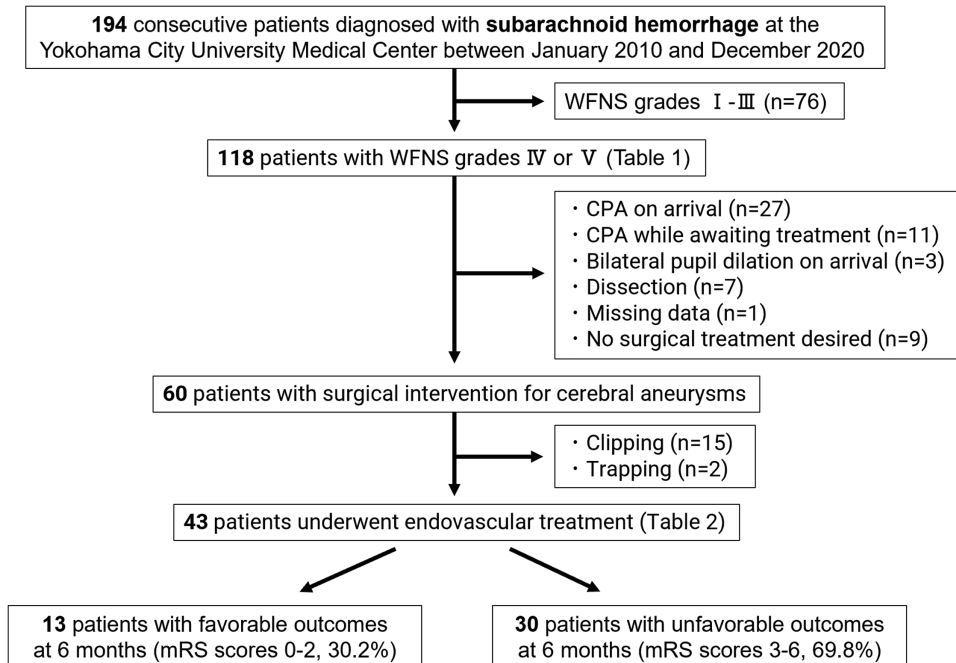 194 consecutive patients diagnosed with subarachnoid hemorrhage at the
Yokohama City University Medical Center between January 2010 and December 2020
WFNS grades Ⅰ-Ⅲ (n=76)
118 patients with WFNS grades Ⅳ or Ⅴ (Table 1)
・CPA on arrival (n=27)
・CPA while awaiting treatment (n=11)
・Bilateral pupil dilation on arrival (n=3)
・Dissection (n=7)
・Missing data (n=1)
・No surgical treatment desired (n=9)
60 patients with surgical intervention for cerebral aneurysms
・Clipping (n=15)
・Trapping (n=2)
43 patients underwent endovascular treatment (Table 2)
13 patients with favorable outcomes
at 6 months (mRS scores 0-2, 30.2%)
30 patients with unfavorable outcomes
at 6 months (mRS scores 3-6, 69.8%)